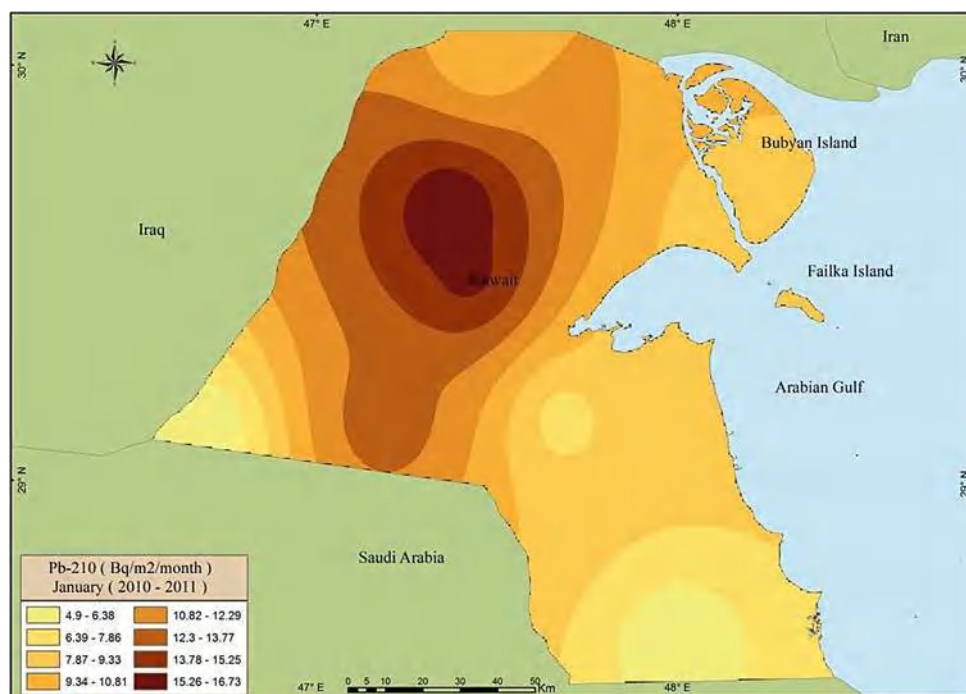 47° E
48° E
Iran
30° N
30° N
Bubyan Island
Iraq
Failka Island
Kuwait
Arabian Gulf
29° N
29° N
Saudi Arabia
Pb-210 ( Bq/m2/month )
January ( 2010 - 2011 )
4.9 - 6.38
6.39 - 7.86
7.87 - 9.33
9.34 - 10.81
10.82 - 12.29
12.3 - 13.77
13.78 - 15.25
15.26 - 16.73
47° E
48° E
0 5 10 20 30 40 50
Km